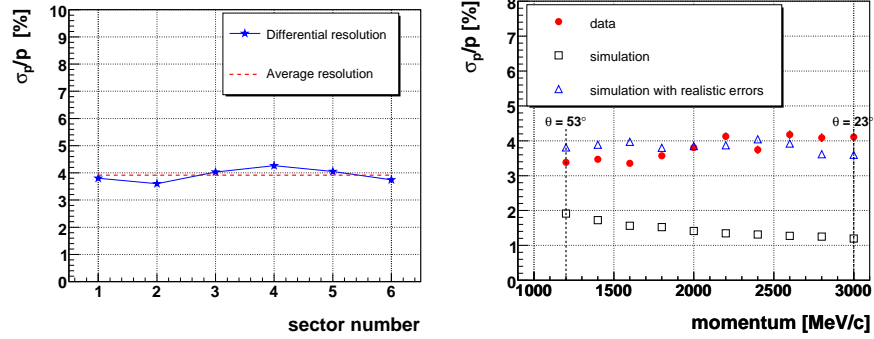 σp/p [%]
10
9
8
7
6
5
4
3
2
1
0
Differential resolution
Average resolution
1 2 3 4 5 6
sector number
σp/p [%]
8
7
6
5
4
3
2
1
0
data
simulation
simulation with realistic errors
θ = 53° θ = 23°
1000 1500 2000 2500 3000
momentum [MeV/c]